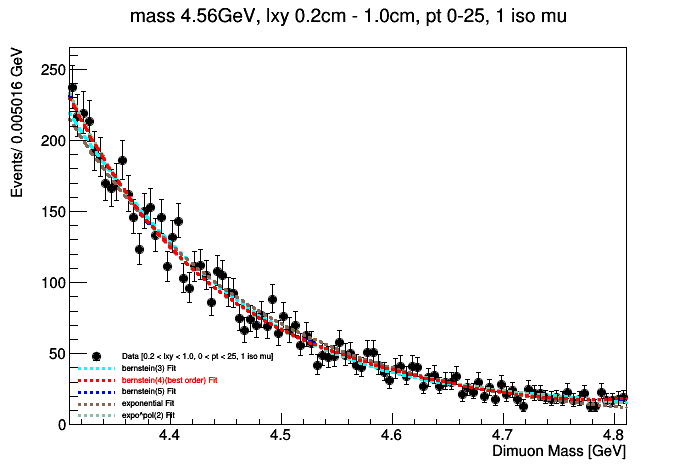 mass 4.56GeV, lxy 0.2cm - 1.0cm, pt 0-25, 1 iso mu
Events/ 0.005016 GeV
250
200
150
100
50
0
Data [0.2 < lxy < 1.0, 0 < pt < 25, 1 iso mu]
bernstein(3) Fit
bernstein(4)(best order) Fit
bernstein(5) Fit
exponential Fit
expo*pol(2) Fit
4.4 4.5 4.6 4.7 4.8
Dimuon Mass [GeV]